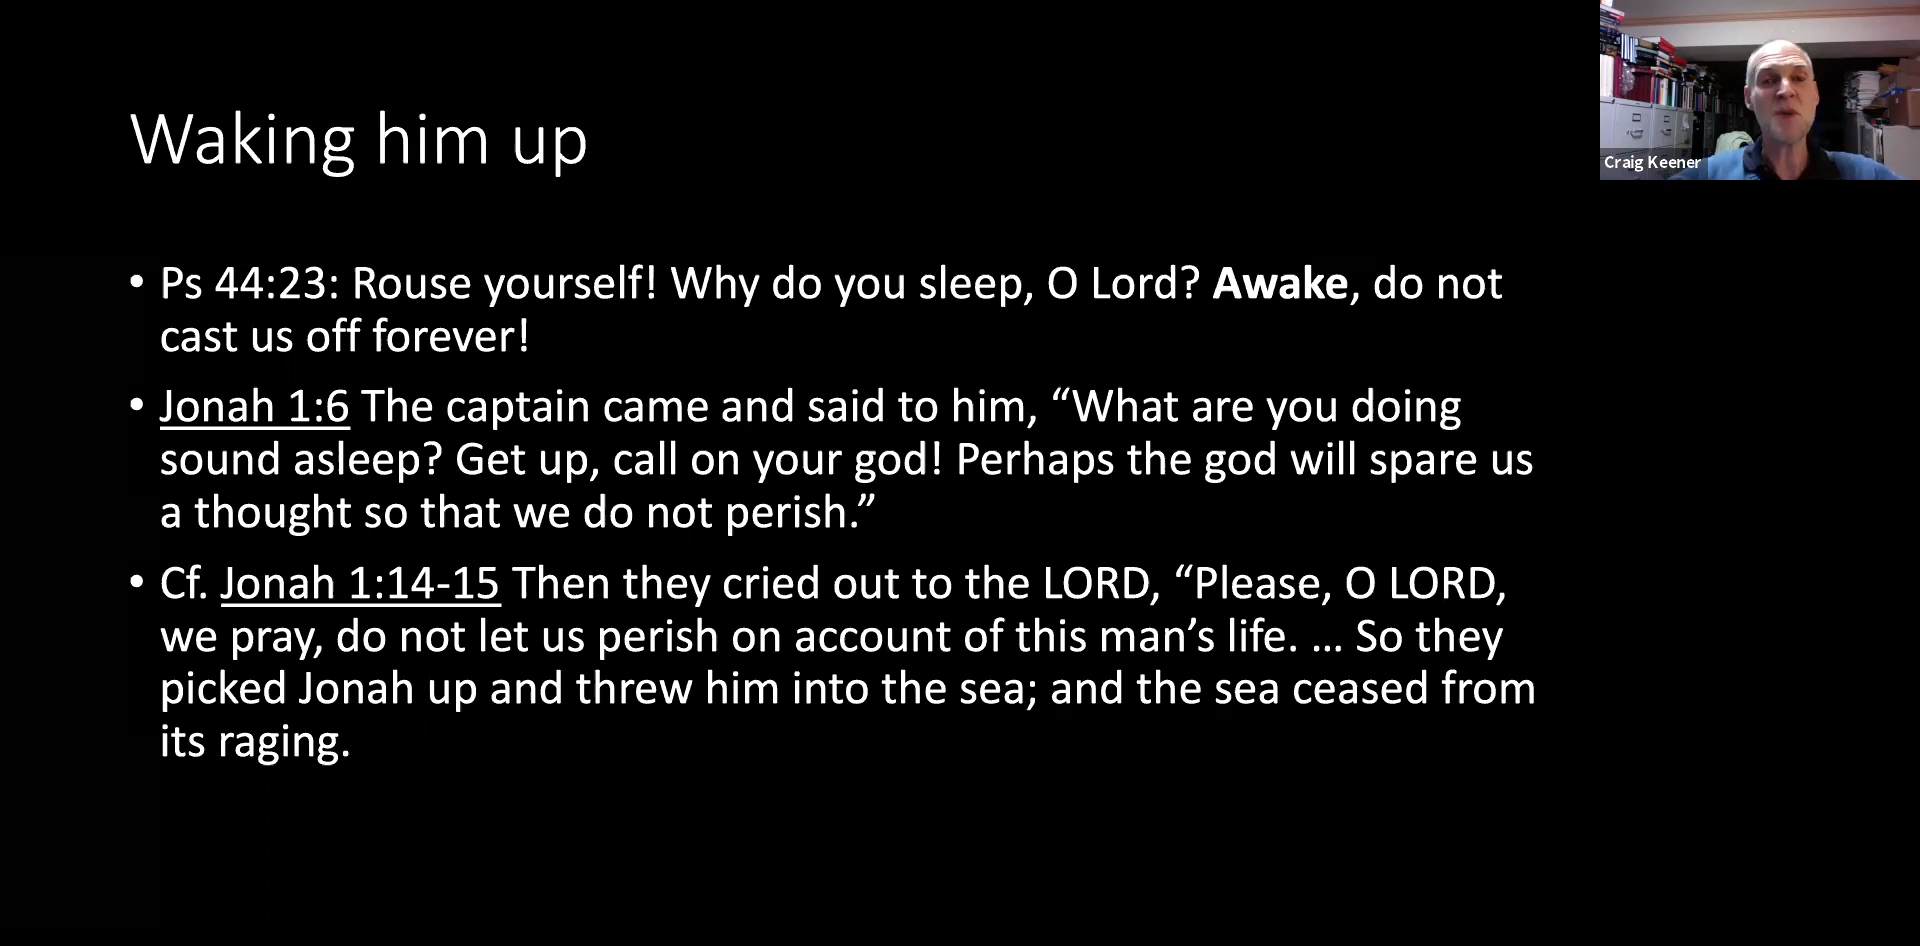 Waking him up
• Ps 44:23: Rouse yourself! Why do you sleep, O Lord? Awake, do not
cast us off forever!
• Jonah 1:6 The captain came and said to him, “What are you doing
sound asleep? Get up, call on your god! Perhaps the god will spare us
a thought so that we do not perish.”
• Cf. Jonah 1:14-15 Then they cried out to the LORD, “Please, O LORD,
we pray, do not let us perish on account of this man’s life. ... So they
picked Jonah up and threw him into the sea; and the sea ceased from
its raging.
Craig Keener